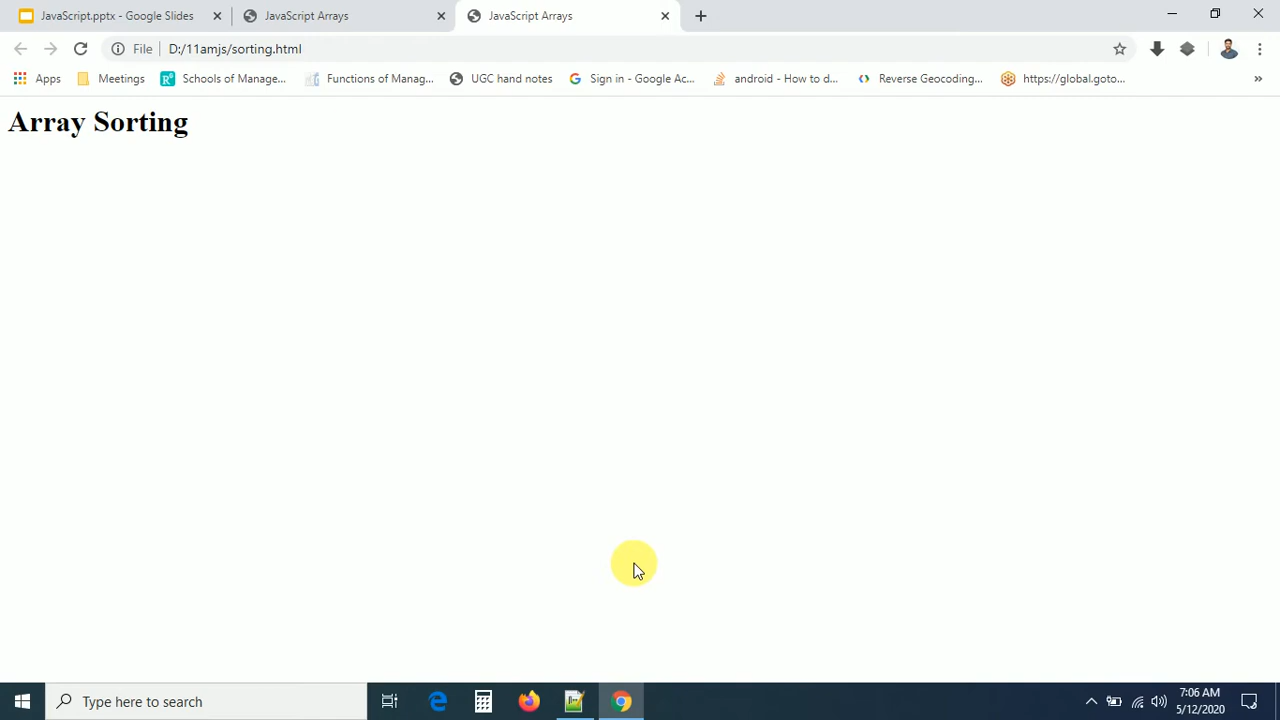 JavaScript.pptx - Google Slides
JavaScript Arrays
JavaScript Arrays
File
D:/11amjs/sorting.html
Apps
Meetings
Schools of Manage...
Functions of Manag...
UGC hand notes
Sign in - Google Ac...
android - How to d...
Reverse Geocoding...
https://global.goto...
»
Array Sorting
Type here to search
7:06 AM
5/12/2020